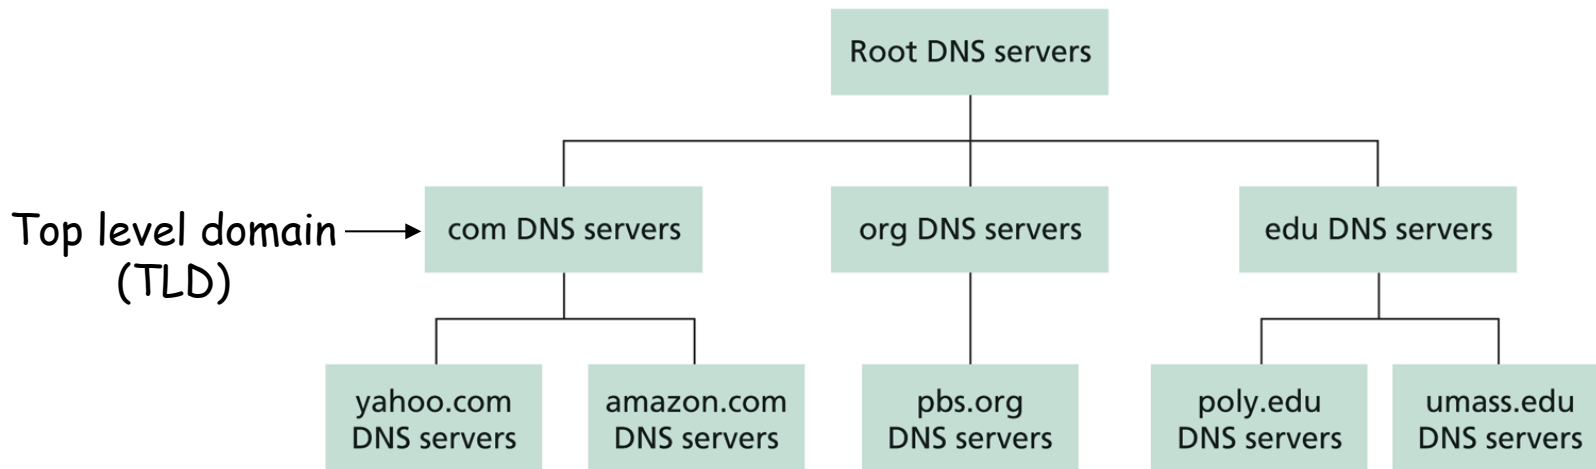 Root DNS servers
Top level domain
(TLD)
com DNS servers
org DNS servers
edu DNS servers
yahoo.com
DNS servers
amazon.com
DNS servers
pbs.org
DNS servers
poly.edu
DNS servers
umass.edu
DNS servers